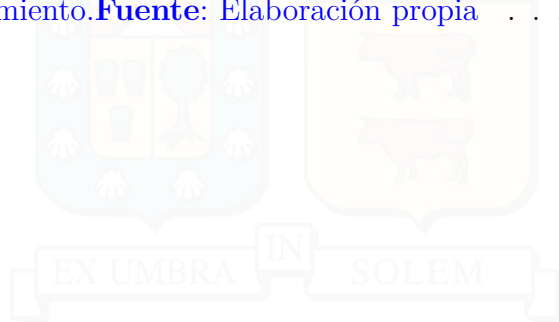 miento.Fuente: Elaboración propia . . .
EX UMBRA IN SOLEM